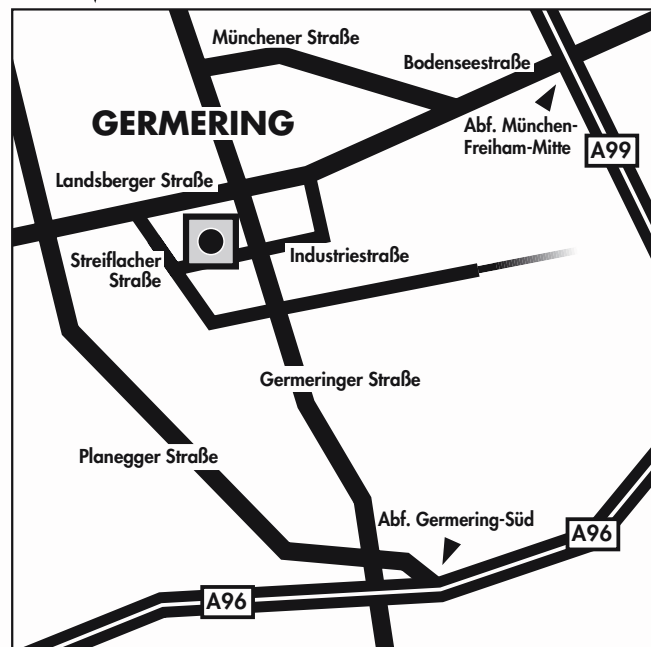 Münchener Straße
Bodenseestraße
GERMERING
Abf. München-
Freiham-Mitte
A99
Landsberger Straße
Streiflacher
Straße
Industriestraße
Germeringer Straße
Planegger Straße
Abf. Germering-Süd
A96
A96